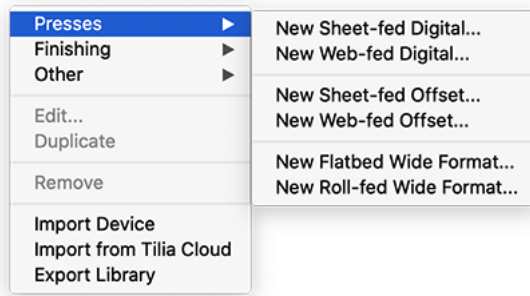 Presses
Finishing
Other
Edit...
Duplicate
Remove
Import Device
Import from Tilia Cloud
Export Library
New Sheet-fed Digital...
New Web-fed Digital...
New Sheet-fed Offset...
New Web-fed Offset...
New Flatbed Wide Format...
New Roll-fed Wide Format...